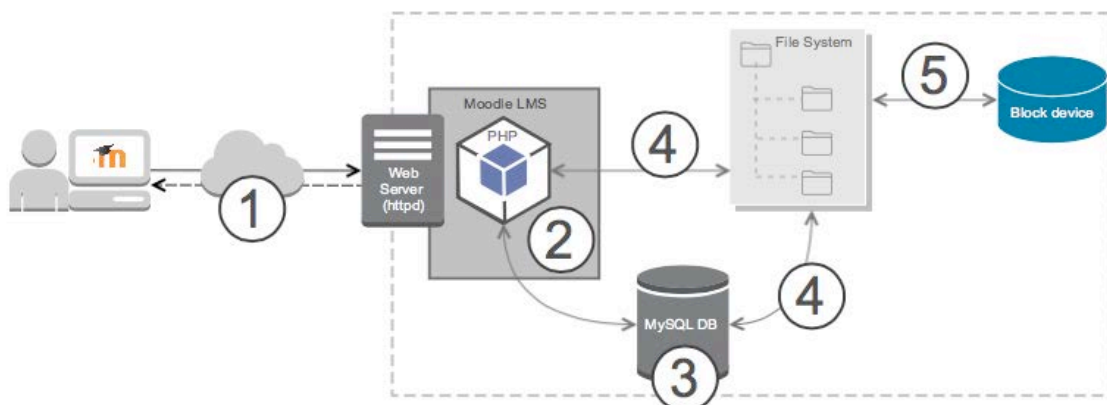 m
1
Web
Server
(httpd)
Moodle LMS
PHP
2
4
File System
5
Block device
4
MySQL DB
3